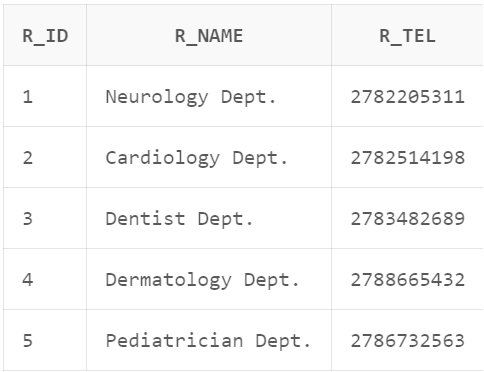 R_ID R_NAME R_TEL
1 Neurology Dept. 2782205311
2 Cardiology Dept. 2782514198
3 Dentist Dept. 2783482689
4 Dermatology Dept. 2788665432
5 Pediatrician Dept. 2786732563